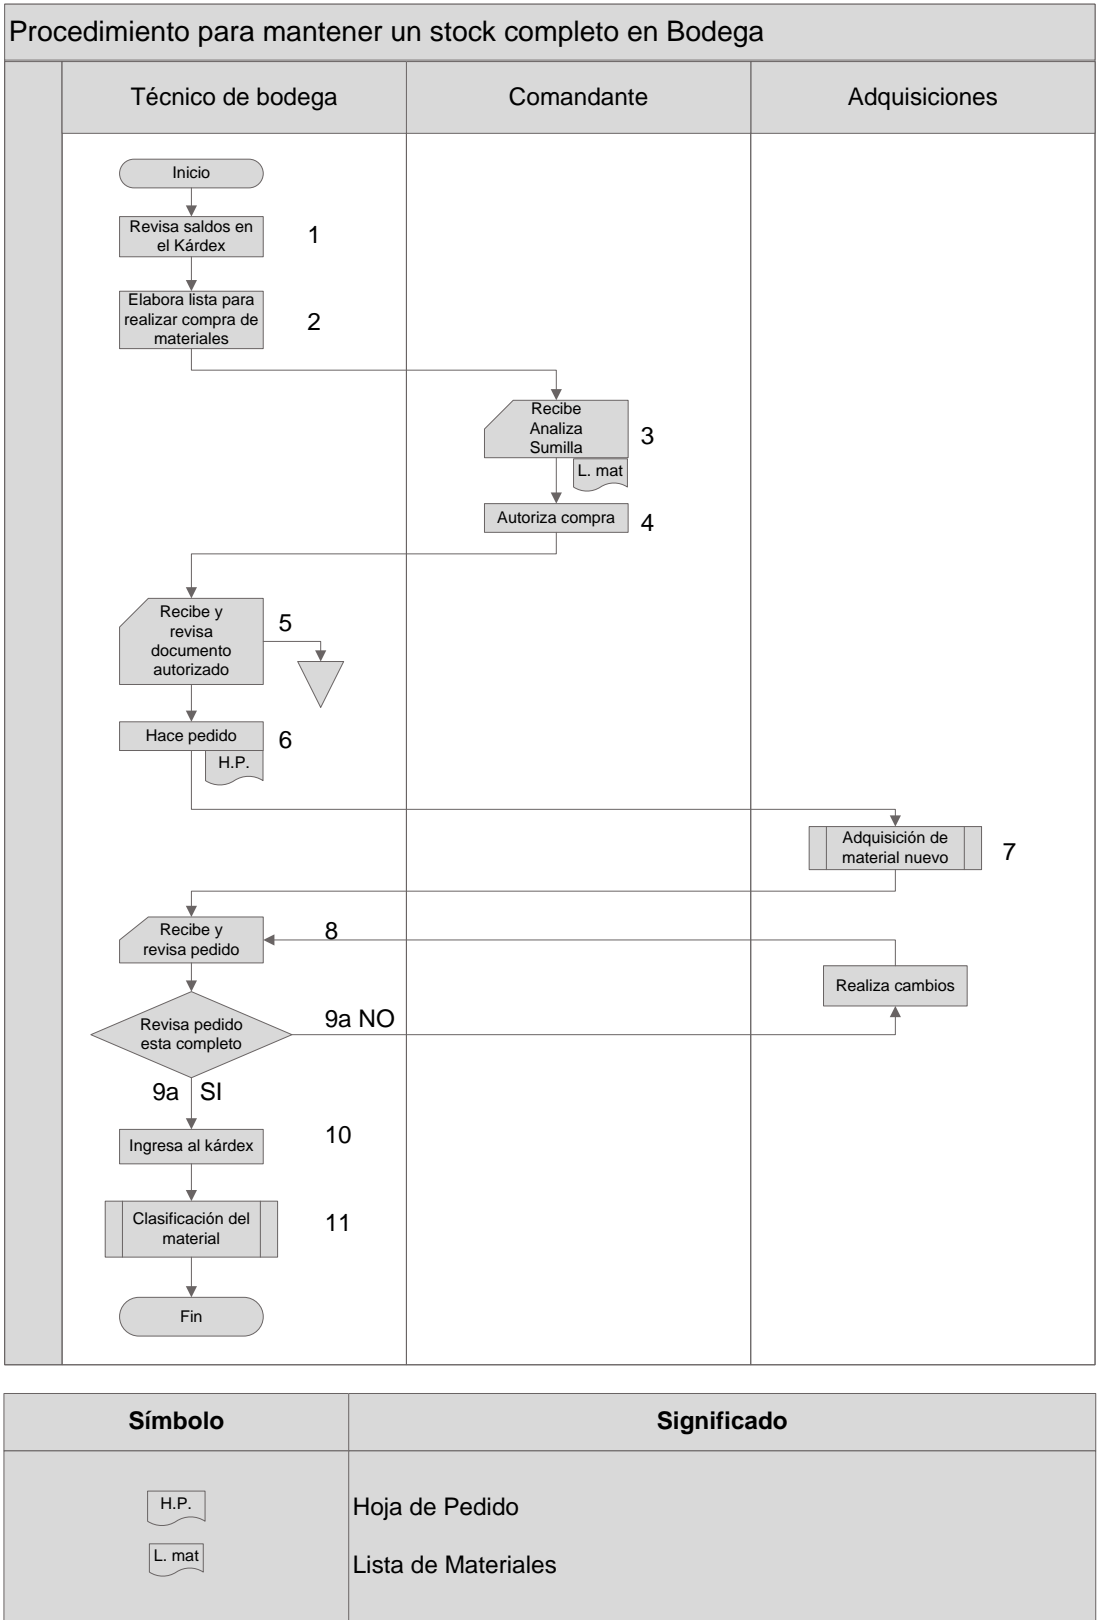 Procedimiento para mantener un stock completo en Bodega
Técnico de bodega
Comandante
Adquisiciones
Inicio
Revisa saldos en
el Kárdex
1
Elabora lista para
realizar compra de
materiales
2
Recibe
Analiza
Sumilla
3
L. mat
Autoriza compra
4
Recibe y
revisa
documento
autorizado
5
Hace pedido
6
H.P.
Adquisición de
material nuevo
7
Recibe y
revisa pedido
8
Realiza cambios
Revisa pedido
esta completo
9a NO
9a SI
Ingresa al kárdex
10
Clasificación del
material
11
Fin
Símbolo
Significado
H.P.
Hoja de Pedido
L. mat
Lista de Materiales